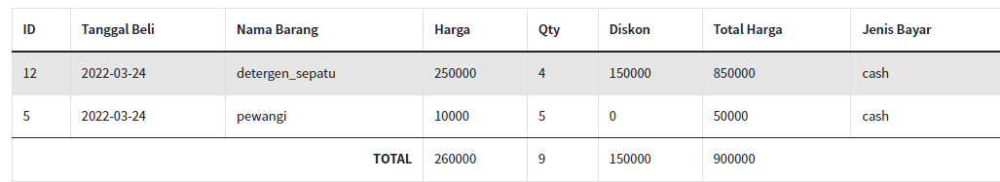 ID Tanggal Beli Nama Barang Harga Qty Diskon Total Harga Jenis Bayar
12 2022-03-24 detergen_sepatu 250000 4 150000 850000 cash
5 2022-03-24 pewangi 10000 5 0 50000 cash
TOTAL 260000 9 150000 900000